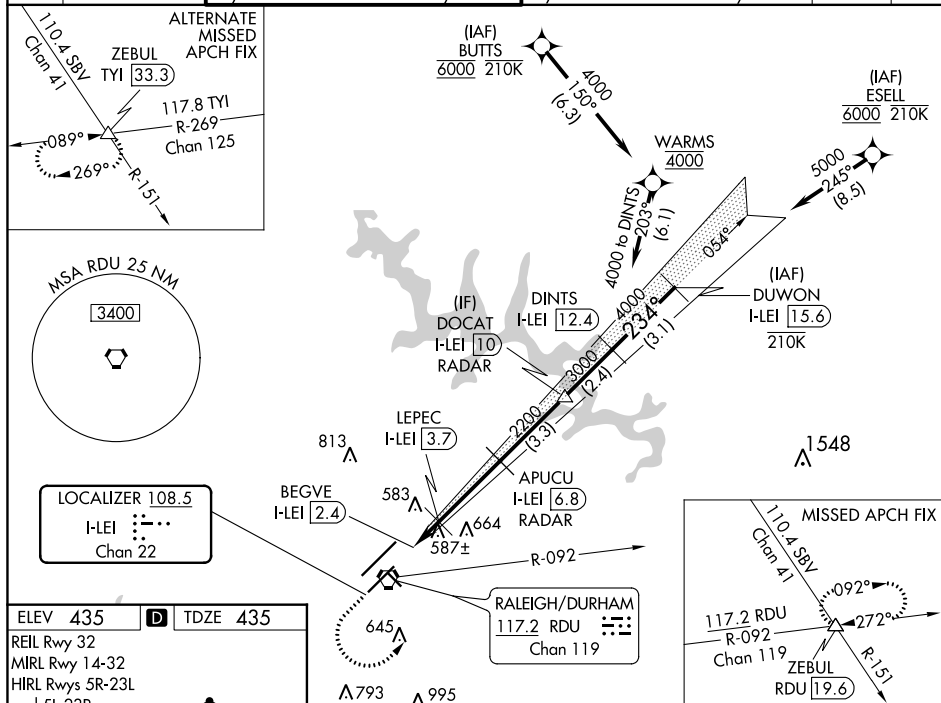 ALTERNATE
MISSED
APCH FIX
110.4 SBV
Chan 41
ZEBUL
TYI 33.3
117.8 TYI
R-269
Chan 125
089°
269°
R-151
(IAF)
BUTTS
6000 210K
4000
150°
(6.3)
(IAF)
ESELL
6000 210K
5000
245°
(8.5)
WARMS
4000
4000 to DINTS
203°
(6.1)
054°
MSA RDU 25 NM
3400
(IF)
DOCAT
I-LEI 10
RADAR
DINTS
I-LEI 12.4
4000
234°
(3.1)
(IAF)
DUWON
I-LEI 15.6
210K
3000
(2.4)
2200
(3.3)
LEPEC
I-LEI 3.7
813
1548
BEGVE
I-LEI 2.4
583
664
587±
APUCU
I-LEI 6.8
RADAR
LOCALIZER 108.5
I-LEI
Chan 22
R-092
RALEIGH/DURHAM
117.2 RDU
Chan 119
645
793
995
MISSED APCH FIX
110.4 SBV
Chan 41
092°
272°
117.2 RDU
R-092
Chan 119
ZEBUL
RDU 19.6
R-151
ELEV 435 D TDZE 435
REIL Rwy 32
MIRL Rwy 14-32
HIRL Rwys 5R-23L